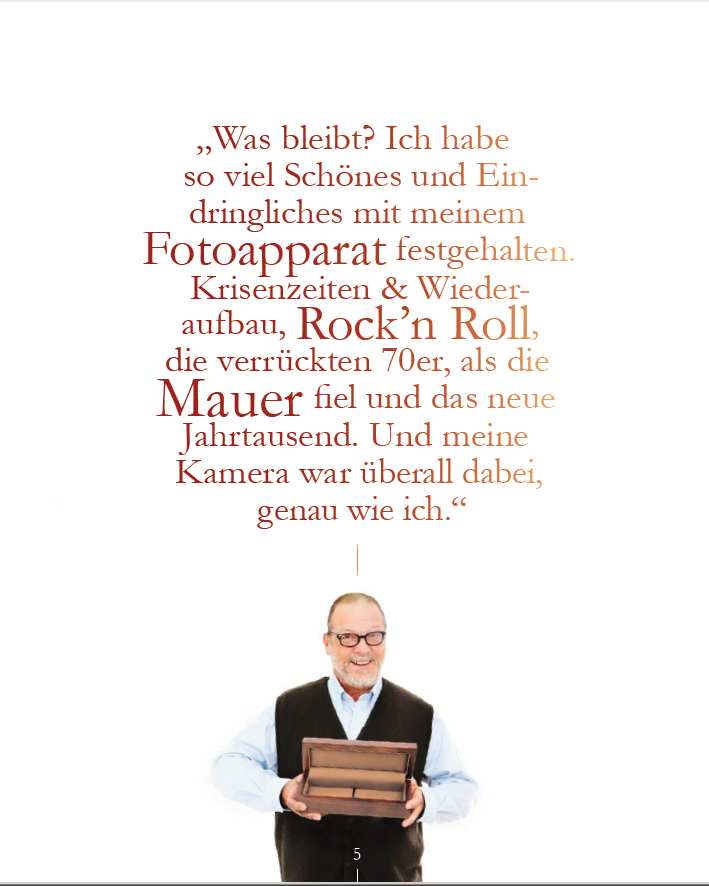 „Was bleibt? Ich habe
so viel Schönes und Ein-
dringliches mit meinem
Fotoapparat festgehalten.
Krisenzeiten & Wieder-
aufbau, Rock’n Roll,
die verrückten 70er, als die
Mauer fiel und das neue
Jahrtausend. Und meine
Kamera war überall dabei,
genau wie ich.“
5